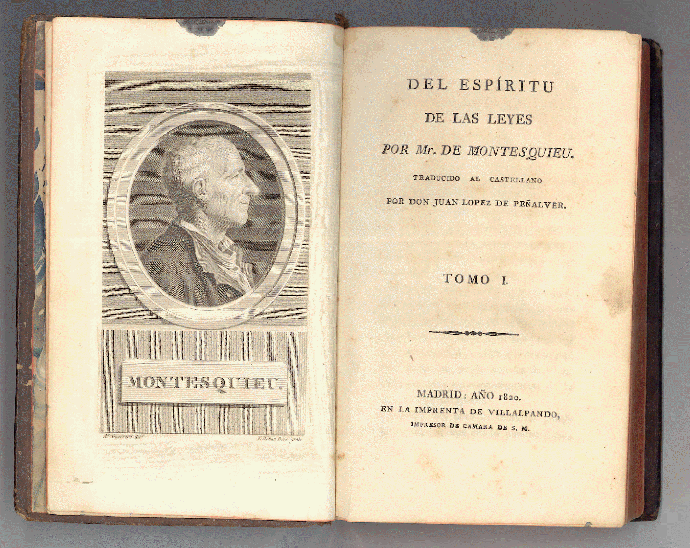 MONTESQUIEU.
DEL ESPÍRITU
DE LAS LEYES
POR Mr. DE MONTESQUIEU.
TRADUCIDO AL CASTELLANO
POR DON JUAN LOPEZ DE PEÑALVER.
TOMO I.
MADRID: AÑO 1820.
EN LA IMPRENTA DE VILLALPANDO,
IMPRESOR DE CAMARA DE S. M.